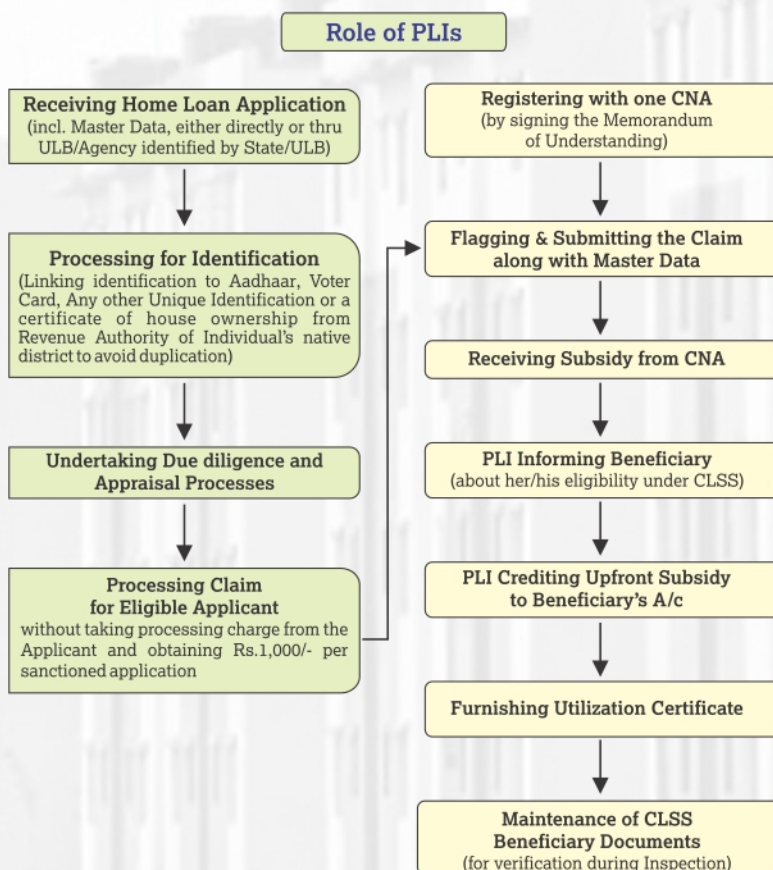 Role of PLIs
Receiving Home Loan Application
(incl. Master Data, either directly or thru
ULB/Agency identified by State/ULB)
Processing for Identification
(Linking identification to Aadhaar, Voter
Card, Any other Unique Identification or a
certificate of house ownership from
Revenue Authority of Individual's native
district to avoid duplication)
Undertaking Due diligence and
Appraisal Processes
Processing Claim
for Eligible Applicant
without taking processing charge from the
Applicant and obtaining Rs.1,000/- per
sanctioned application
Registering with one CNA
(by signing the Memorandum
of Understanding)
Flagging & Submitting the Claim
along with Master Data
Receiving Subsidy from CNA
PLI Informing Beneficiary
(about her/his eligibility under CLSS)
PLI Crediting Upfront Subsidy
to Beneficiary's A/c
Furnishing Utilization Certificate
Maintenance of CLSS
Beneficiary Documents
(for verification during Inspection)